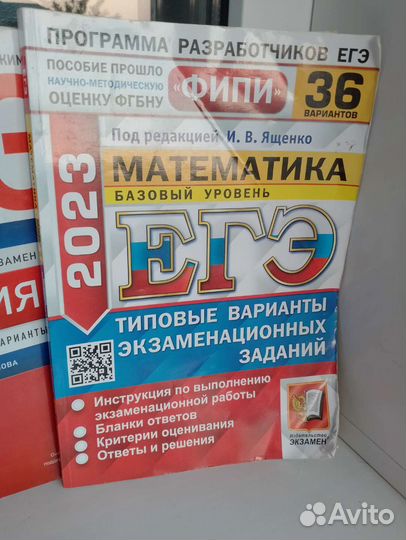 ПРОГРАММА РАЗРАБОТЧИКОВ ЕГЭ
ПОСОБИЕ ПРОШЛО
НАУЧНО-МЕТОДИЧЕСКУЮ
ОЦЕНКУ ФГБНУ
«ФИПИ»
36
ВАРИАНТОВ
Под редакцией И. В. Ященко
2023
МАТЕМАТИКА
БАЗОВЫЙ УРОВЕНЬ
ЕГЭ
ТИПОВЫЕ ВАРИАНТЫ
ЭКЗАМЕНАЦИОННЫХ
ЗАДАНИЙ
Инструкция по выполнению
экзаменационной работы
Бланки ответов
Критерии оценивания
Ответы и решения
ИЗДАТЕЛЬСТВО
ЭКЗАМЕН
Avito